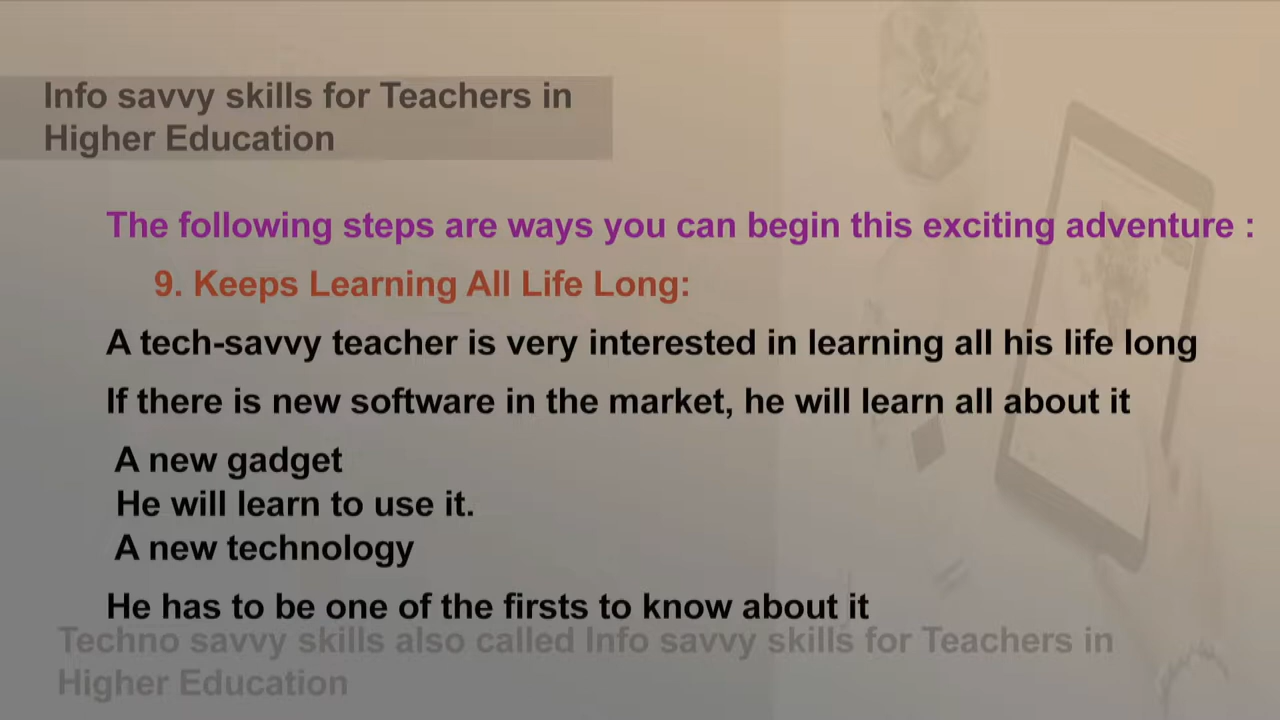 Info savvy skills for Teachers in
Higher Education
The following steps are ways you can begin this exciting adventure :
9. Keeps Learning All Life Long:
A tech-savvy teacher is very interested in learning all his life long
If there is new software in the market, he will learn all about it
A new gadget
He will learn to use it.
A new technology
He has to be one of the firsts to know about it
Techno savvy skills also called Info savvy skills for Teachers in
Higher Education